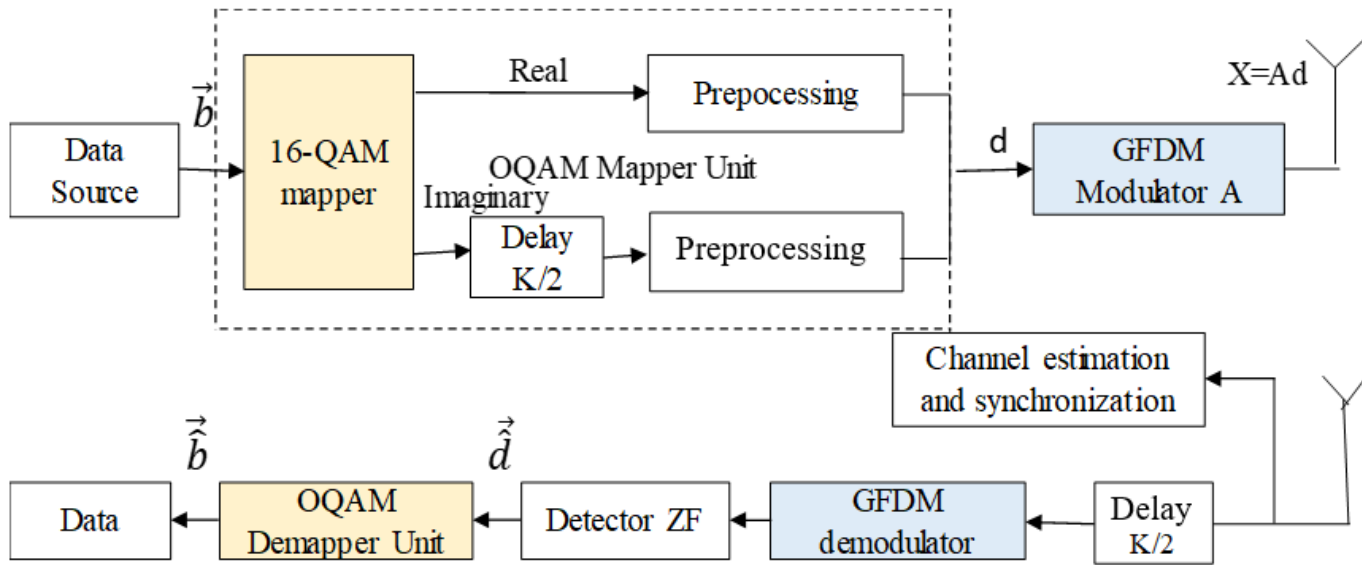 Real
X=Ad
b⃗
Prepocessing
Data
Source
16-QAM
mapper
OQAM Mapper Unit
d
GFDM
Modulator A
Imaginary
Delay
K/2
Preprocessing
Channel estimation
and synchronization
b̂⃗
d̂⃗
Data
OQAM
Demapper Unit
Detector ZF
GFDM
demodulator
Delay
K/2